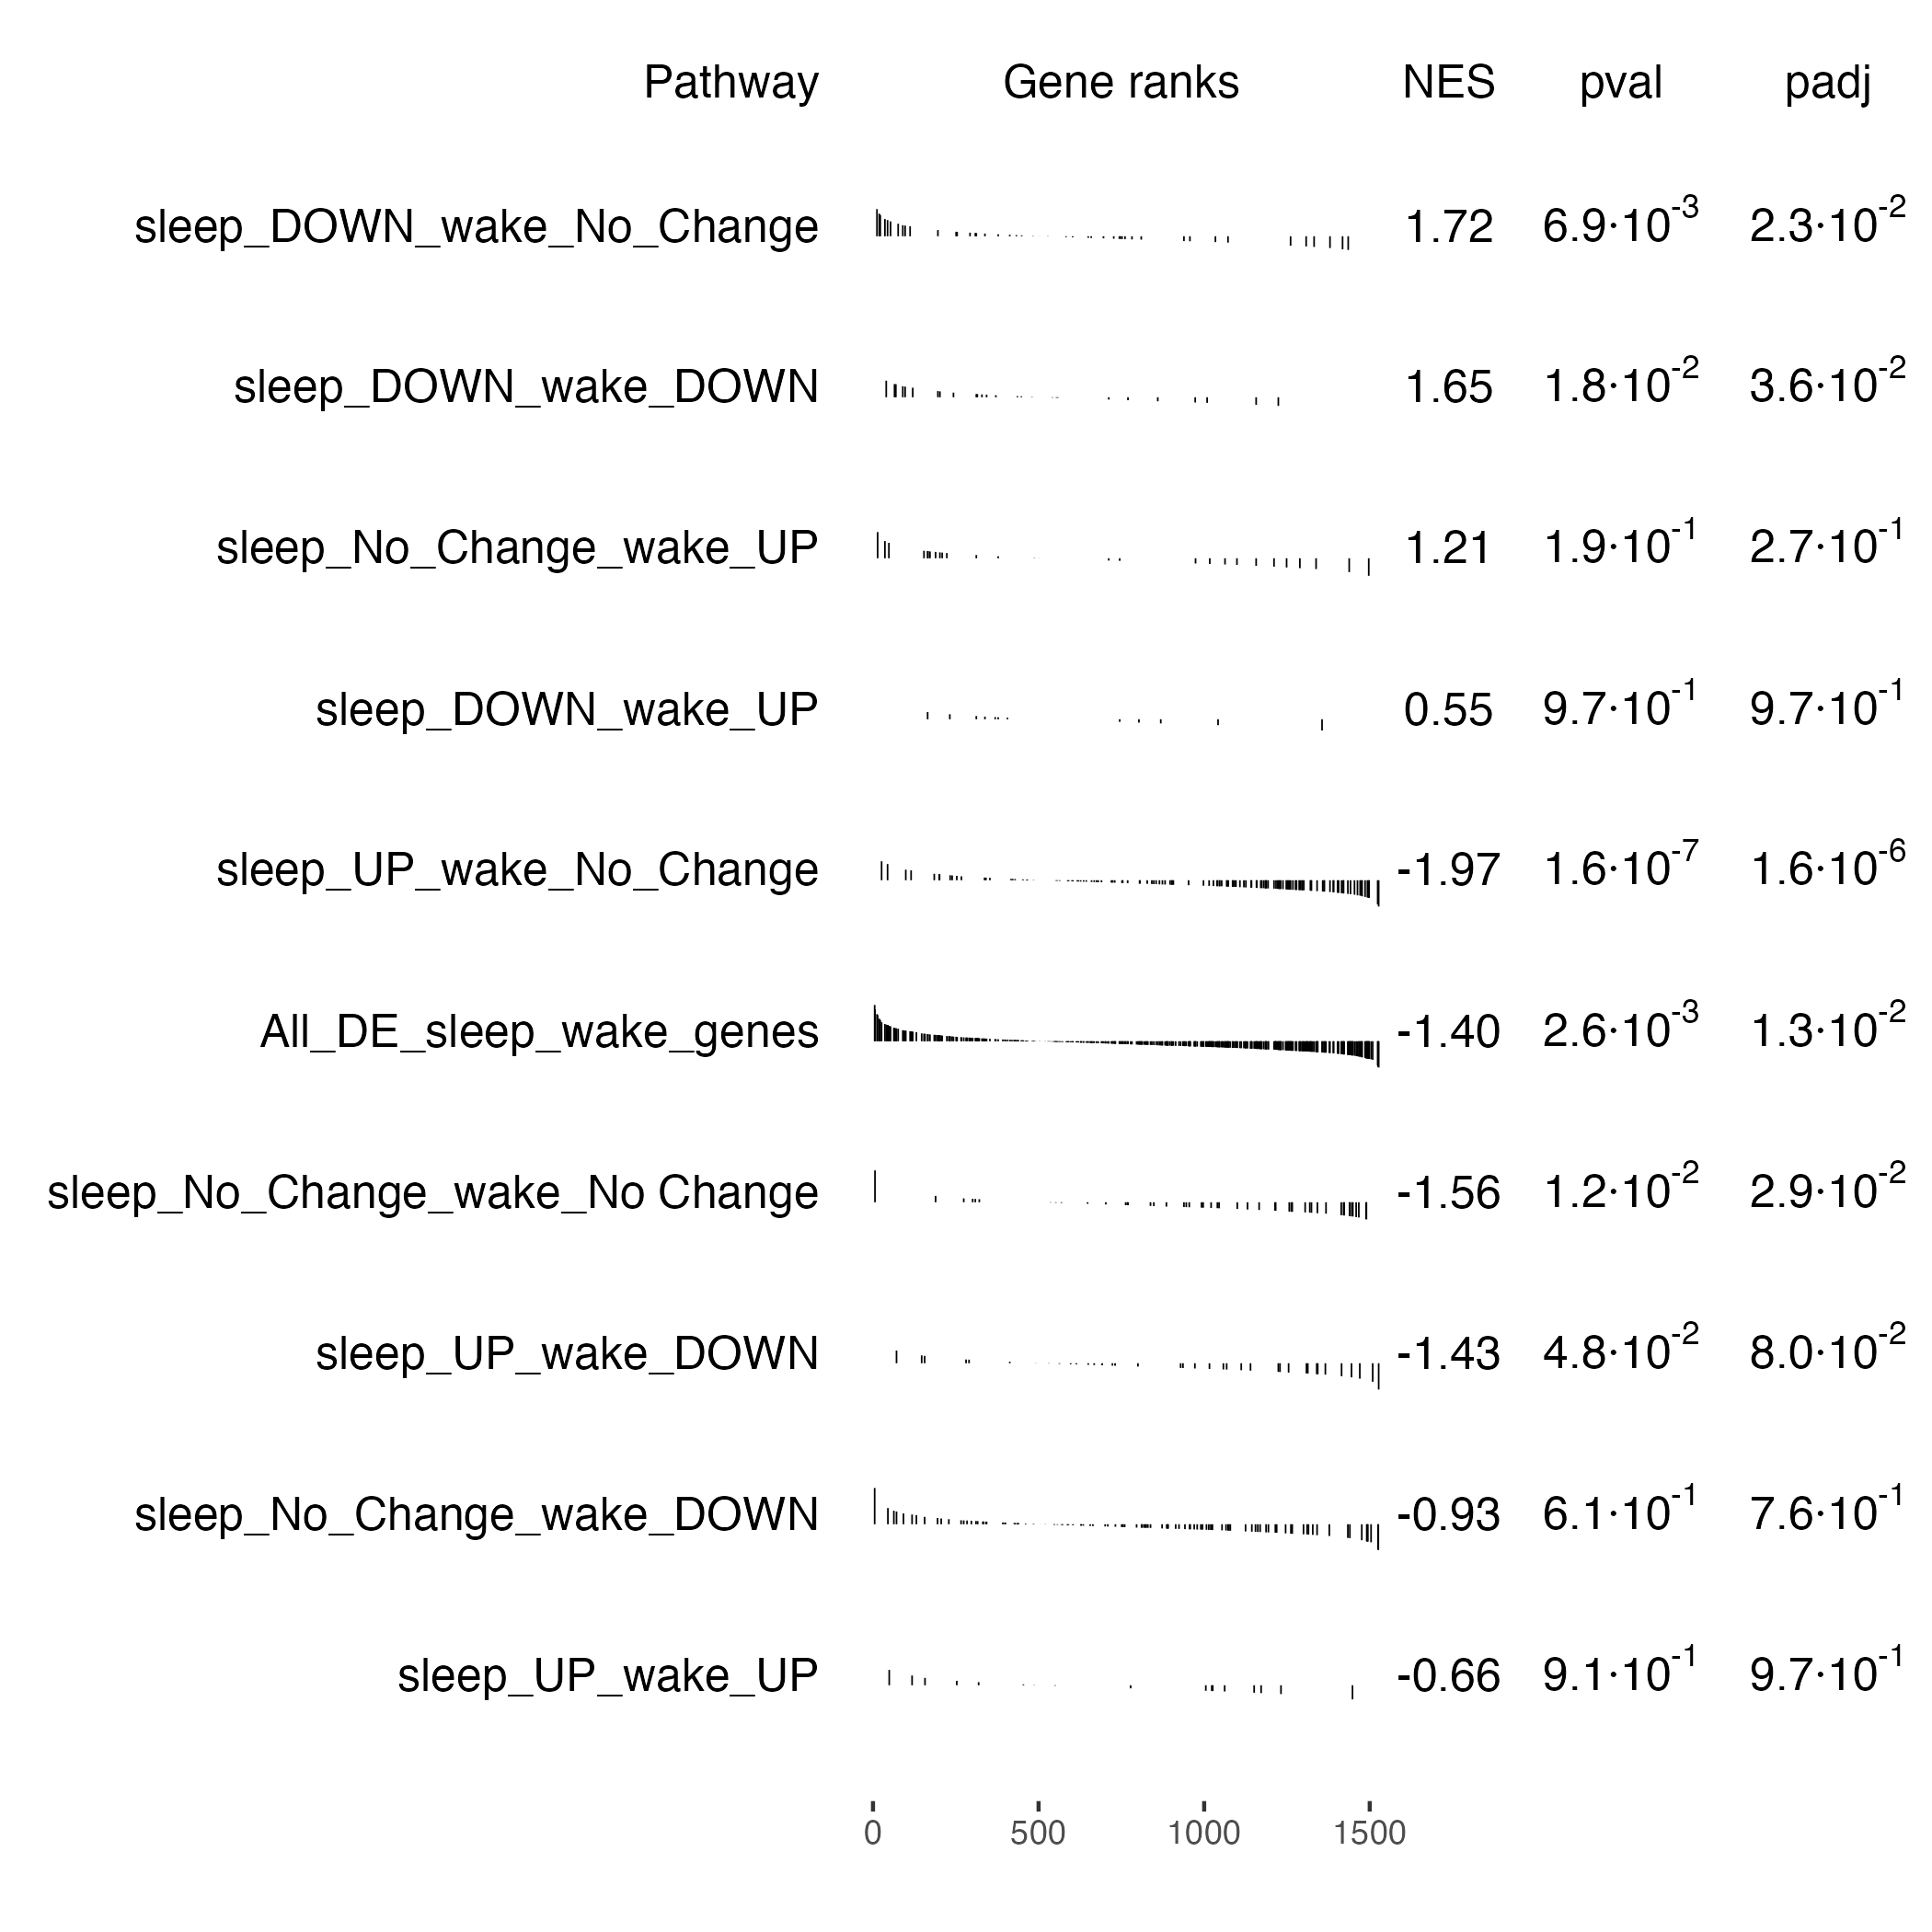 Pathway Gene ranks NES pval padj
sleep_DOWN_wake_No_Change 1.72 6.9·10⁻³ 2.3·10⁻²
sleep_DOWN_wake_DOWN 1.65 1.8·10⁻² 3.6·10⁻²
sleep_No_Change_wake_UP 1.21 1.9·10⁻¹ 2.7·10⁻¹
sleep_DOWN_wake_UP 0.55 9.7·10⁻¹ 9.7·10⁻¹
sleep_UP_wake_No_Change -1.97 1.6·10⁻⁷ 1.6·10⁻⁶
All_DE_sleep_wake_genes -1.40 2.6·10⁻³ 1.3·10⁻²
sleep_No_Change_wake_No Change -1.56 1.2·10⁻² 2.9·10⁻²
sleep_UP_wake_DOWN -1.43 4.8·10⁻² 8.0·10⁻²
sleep_No_Change_wake_DOWN -0.93 6.1·10⁻¹ 7.6·10⁻¹
sleep_UP_wake_UP -0.66 9.1·10⁻¹ 9.7·10⁻¹
0 500 1000 1500